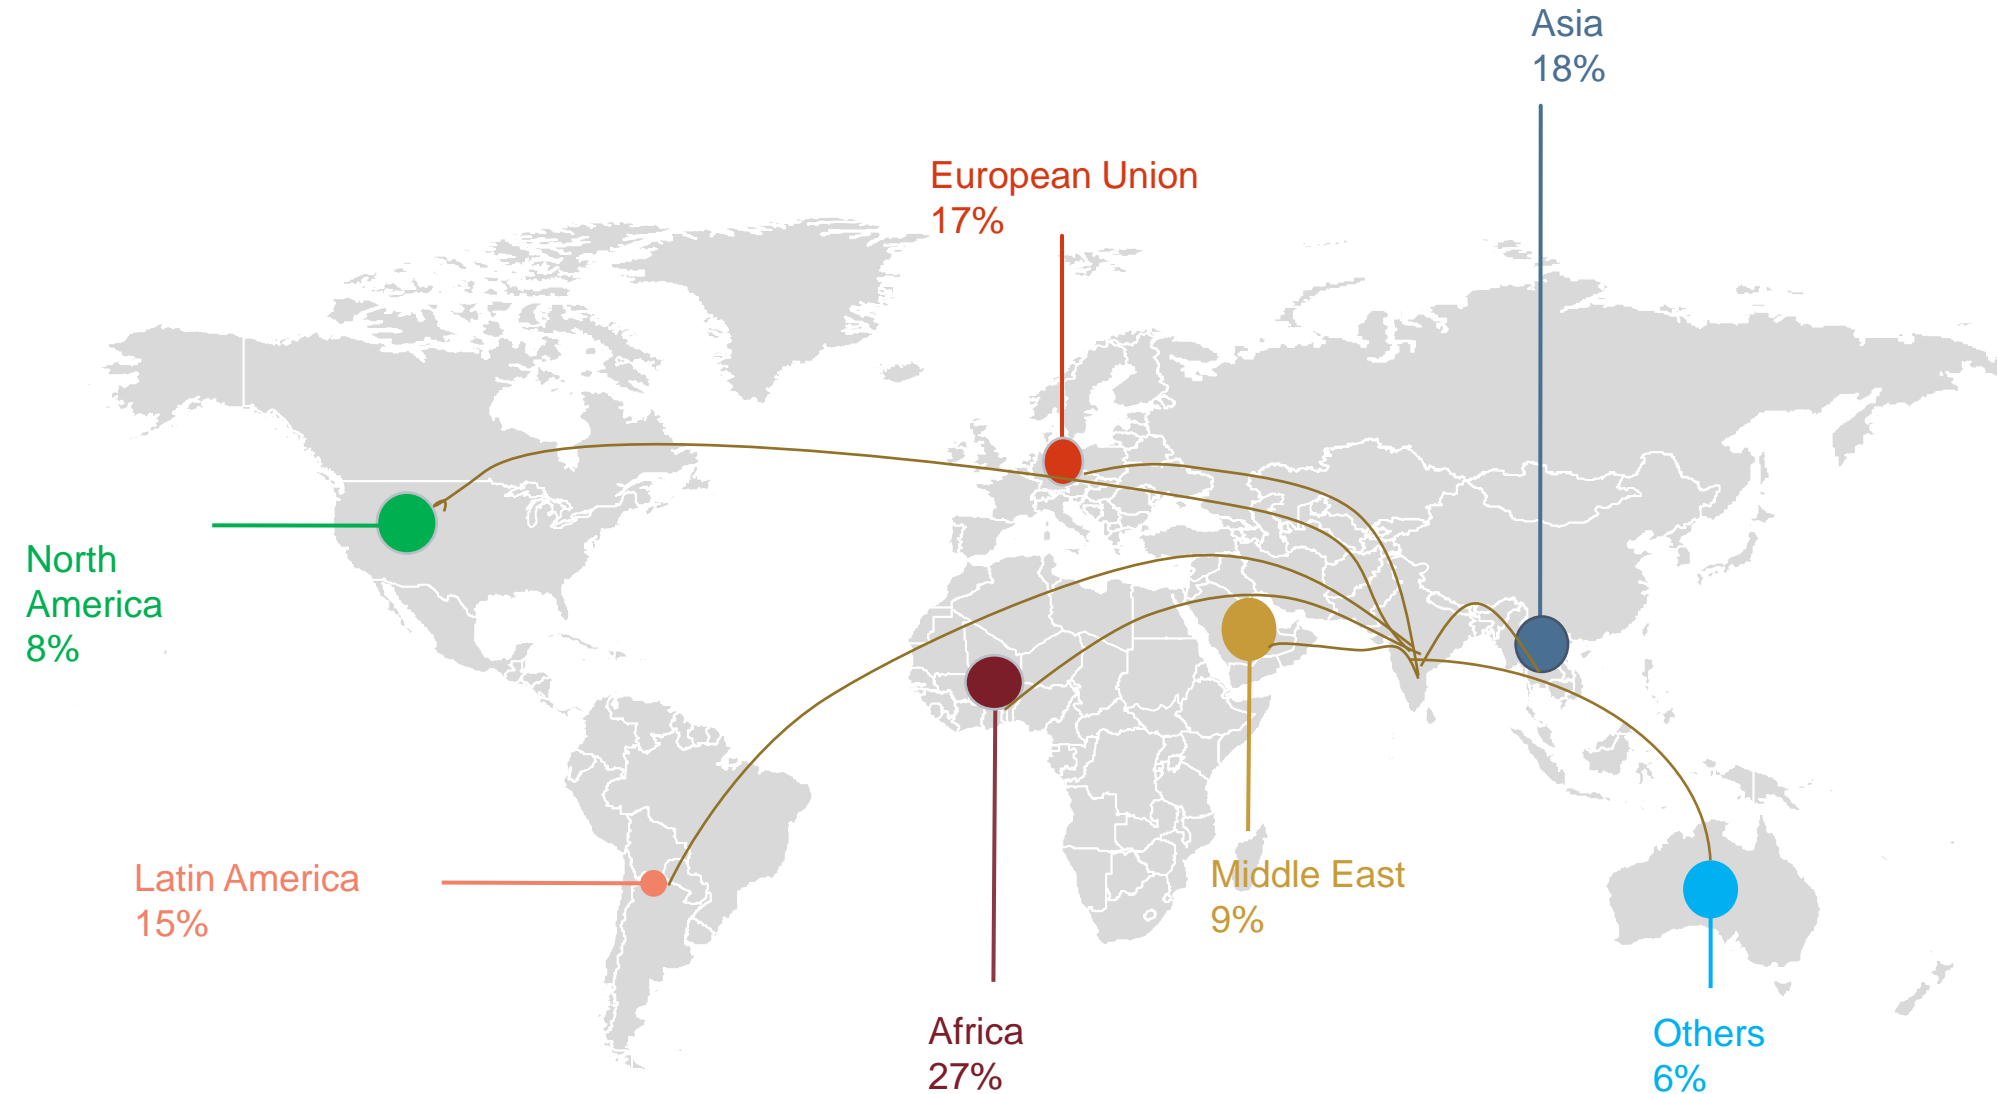 Asia
18%
European Union
17%
North
America
8%
Latin America
15%
Middle East
9%
Africa
27%
Others
6%